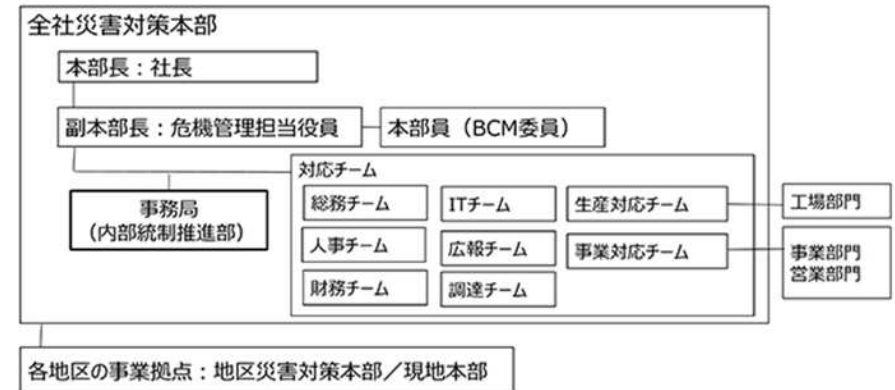 全社災害対策本部
本部長：社長
副本部長：危機管理担当役員
本部員（BCM委員）
対応チーム
事務局
（内部統制推進部）
総務チーム
ITチーム
生産対応チーム
工場部門
人事チーム
広報チーム
事業対応チーム
事業部門
営業部門
財務チーム
調達チーム
各地区の事業拠点：地区災害対策本部／現地本部